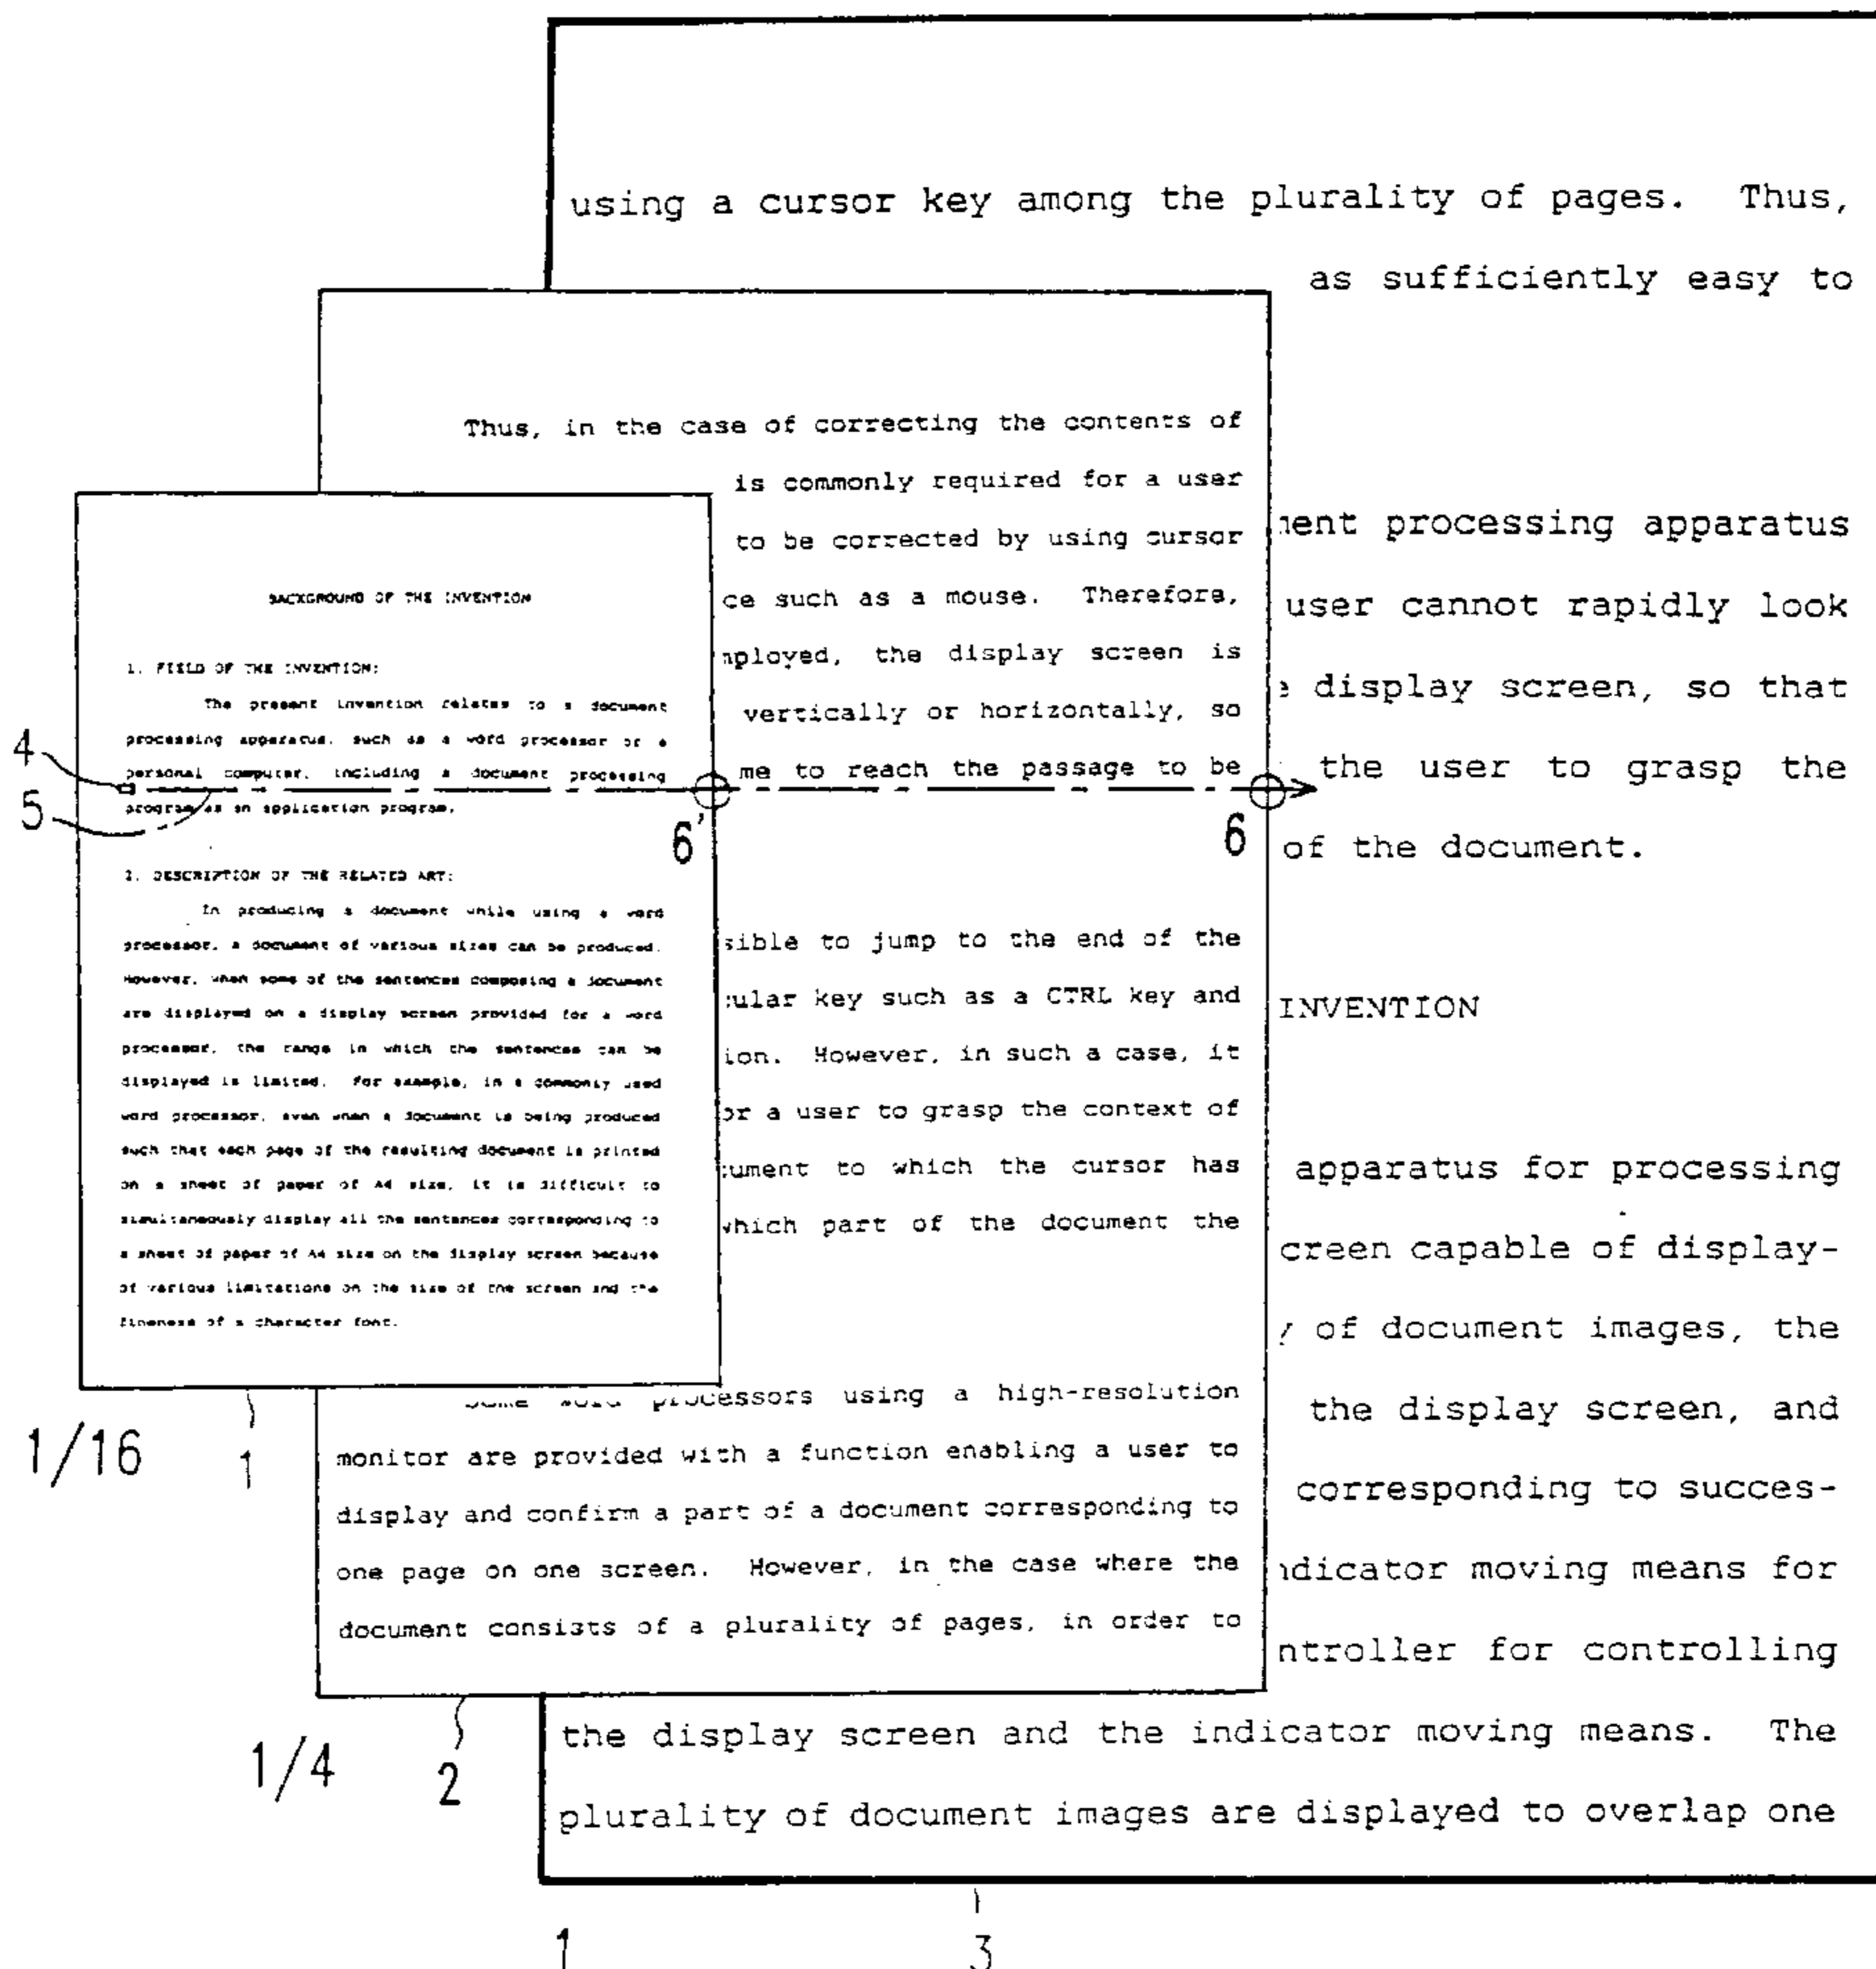 using a cursor key among the plurality of pages. Thus,
as sufficiently easy to
ment processing apparatus
user cannot rapidly look
display screen, so that
the user to grasp the
of the document.
INVENTION
apparatus for processing
creen capable of display-
of document images, the
the display screen, and
corresponding to succes-
ndicator moving means for
ntroller for controlling
the display screen and the indicator moving means. The
plurality of document images are displayed to overlap one
Thus, in the case of correcting the contents of
is commonly required for a user
to be corrected by using cursor
ce such as a mouse. Therefore,
mployed, the display screen is
vertically or horizontally, so
me to reach the passage to be
sible to jump to the end of the
cular key such as a CTRL key and
ion. However, in such a case, it
or a user to grasp the context of
cument to which the cursor has
which part of the document the
Some word processors using a high-resolution
monitor are provided with a function enabling a user to
display and confirm a part of a document corresponding to
one page on one screen. However, in the case where the
document consists of a plurality of pages, in order to
BACKGROUND OF THE INVENTION
1. FIELD OF THE INVENTION:
The present invention relates to a document
processing apparatus, such as a word processor or a
personal computer, including a document processing
program as an application program.
2. DESCRIPTION OF THE RELATED ART:
In producing a document while using a word
processor, a document of various sizes can be produced.
However, when some of the sentences composing a document
are displayed on a display screen provided for a word
processor, the range in which the sentences can be
displayed is limited. For example, in a commonly used
word processor, even when a document is being produced
such that each page of the resulting document is printed
on a sheet of paper of A4 size, it is difficult to
simultaneously display all the sentences corresponding to
a sheet of paper of A4 size on the display screen because
of various limitations on the size of the screen and the
fineness of a character font.
4
5
6'
6
1/16
1
1/4
2
1
3